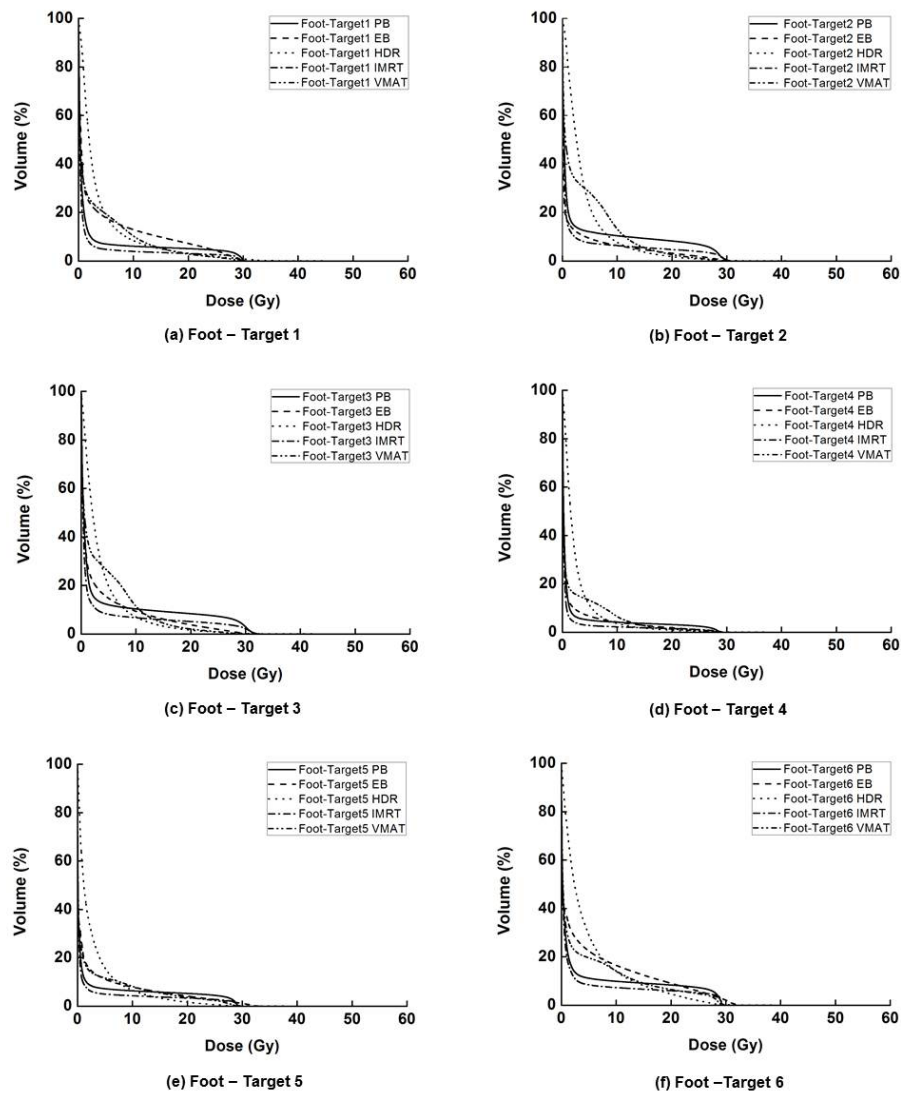 100
80
60
40
20
0
Volume (%)
Foot-Target1 PB
Foot-Target1 EB
Foot-Target1 HDR
Foot-Target1 IMRT
Foot-Target1 VMAT
0 10 20 30 40 50 60
Dose (Gy)
(a) Foot – Target 1
100
80
60
40
20
0
Volume (%)
Foot-Target2 PB
Foot-Target2 EB
Foot-Target2 HDR
Foot-Target2 IMRT
Foot-Target2 VMAT
0 10 20 30 40 50 60
Dose (Gy)
(b) Foot – Target 2
100
80
60
40
20
0
Volume (%)
Foot-Target3 PB
Foot-Target3 EB
Foot-Target3 HDR
Foot-Target3 IMRT
Foot-Target3 VMAT
0 10 20 30 40 50 60
Dose (Gy)
(c) Foot – Target 3
100
80
60
40
20
0
Volume (%)
Foot-Target4 PB
Foot-Target4 EB
Foot-Target4 HDR
Foot-Target4 IMRT
Foot-Target4 VMAT
0 10 20 30 40 50 60
Dose (Gy)
(d) Foot – Target 4
100
80
60
40
20
0
Volume (%)
Foot-Target5 PB
Foot-Target5 EB
Foot-Target5 HDR
Foot-Target5 IMRT
Foot-Target5 VMAT
0 10 20 30 40 50 60
Dose (Gy)
(e) Foot – Target 5
100
80
60
40
20
0
Volume (%)
Foot-Target6 PB
Foot-Target6 EB
Foot-Target6 HDR
Foot-Target6 IMRT
Foot-Target6 VMAT
0 10 20 30 40 50 60
Dose (Gy)
(f) Foot –Target 6